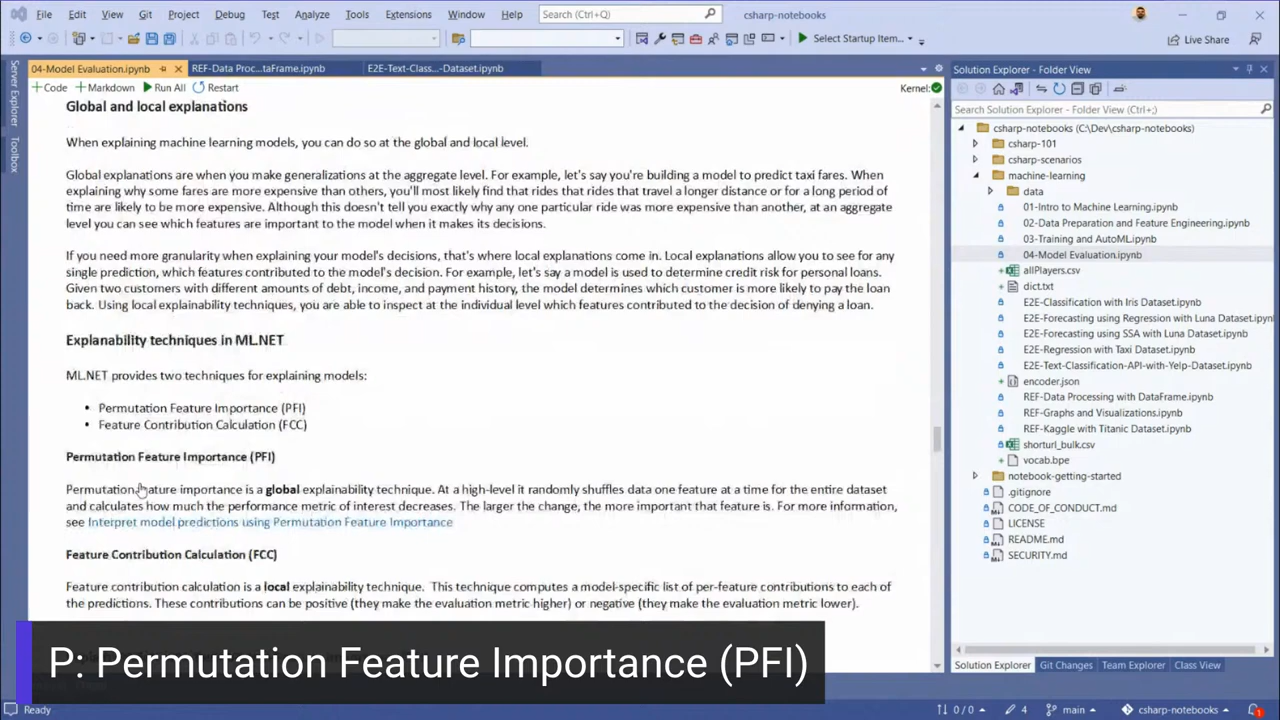 File Edit View Git Project Debug Test Analyze Tools Extensions Window Help Search (Ctrl+Q) csharp-notebooks
Select Startup Item... Live Share
Server Explorer
Toolbox
04-Model Evaluation.ipynb REF-Data Proc...taFrame.ipynb E2E-Text-Class...-Dataset.ipynb
+Code +Markdown Run All Restart Kernel:
Global and local explanations
When explaining machine learning models, you can do so at the global and local level.
Global explanations are when you make generalizations at the aggregate level. For example, let's say you're building a model to predict taxi fares. When
explaining why some fares are more expensive than others, you'll most likely find that rides that rides that travel a longer distance or for a long period of
time are likely to be more expensive. Although this doesn't tell you exactly why any one particular ride was more expensive than another, at an aggregate
level you can see which features are important to the model when it makes its decisions.
If you need more granularity when explaining your model's decisions, that's where local explanations come in. Local explanations allow you to see for any
single prediction, which features contributed to the model's decision. For example, let's say a model is used to determine credit risk for personal loans.
Given two customers with different amounts of debt, income, and payment history, the model determines which customer is more likely to pay the loan
back. Using local explainability techniques, you are able to inspect at the individual level which features contributed to the decision of denying a loan.
Explanability techniques in ML.NET
ML.NET provides two techniques for explaining models:
• Permutation Feature Importance (PFI)
• Feature Contribution Calculation (FCC)
Permutation Feature Importance (PFI)
Permutation feature importance is a global explainability technique. At a high-level it randomly shuffles data one feature at a time for the entire dataset
and calculates how much the performance metric of interest decreases. The larger the change, the more important that feature is. For more information,
see Interpret model predictions using Permutation Feature Importance
Feature Contribution Calculation (FCC)
Feature contribution calculation is a local explainability technique. This technique computes a model-specific list of per-feature contributions to each of
the predictions. These contributions can be positive (they make the evaluation metric higher) or negative (they make the evaluation metric lower).
P: Permutation Feature Importance (PFI)
Solution Explorer - Folder View
Search Solution Explorer - Folder View (Ctrl+;)
csharp-notebooks (C:\Dev\csharp-notebooks)
csharp-101
csharp-scenarios
machine-learning
data
01-Intro to Machine Learning.ipynb
02-Data Preparation and Feature Engineering.ipynb
03-Training and AutoML.ipynb
04-Model Evaluation.ipynb
allPlayers.csv
dict.txt
E2E-Classification with Iris Dataset.ipynb
E2E-Forecasting using Regression with Luna Dataset.ipynb
E2E-Forecasting using SSA with Luna Dataset.ipynb
E2E-Regression with Taxi Dataset.ipynb
E2E-Text-Classification-API-with-Yelp-Dataset.ipynb
encoder.json
REF-Data Processing with DataFrame.ipynb
REF-Graphs and Visualizations.ipynb
REF-Kaggle with Titanic Dataset.ipynb
shorturl_bulk.csv
vocab.bpe
notebook-getting-started
.gitignore
CODE_OF_CONDUCT.md
LICENSE
README.md
SECURITY.md
Solution Explorer Git Changes Team Explorer Class View
Ready 0 / 0 4 main csharp-notebooks 1